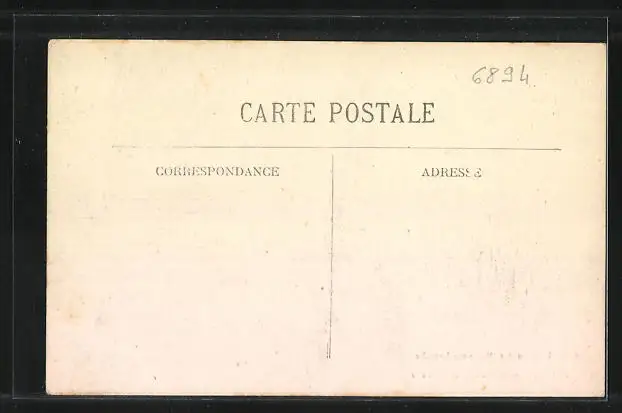 6894
CARTE POSTALE
CORRESPONDANCE
ADRESSE